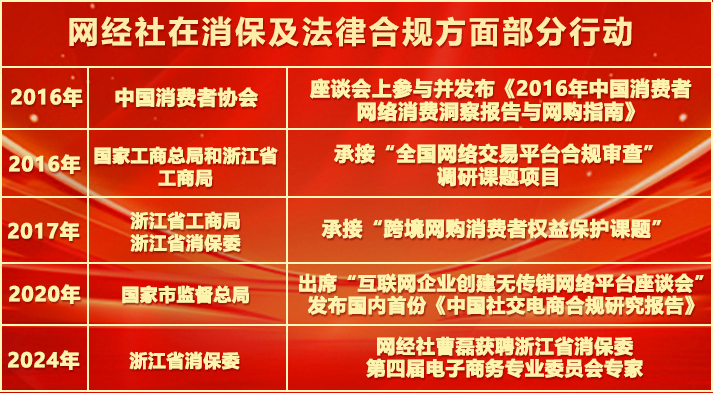 网经社在消保及法律合规方面部分行动
2016年
中国消费者协会
座谈会上参与并发布《2016年中国消费者
网络消费洞察报告与网购指南》
2016年
国家工商总局和浙江省
工商局
承接“全国网络交易平台合规审查”
调研课题项目
2017年
浙江省工商局
浙江省消保委
承接“跨境网购消费者权益保护课题”
2020年
国家市监督总局
出席“互联网企业创建无传销网络平台座谈会”
发布国内首份《中国社交电商合规研究报告》
2024年
浙江省消保委
网经社曹磊获聘浙江省消保委
第四届电子商务专业委员会专家